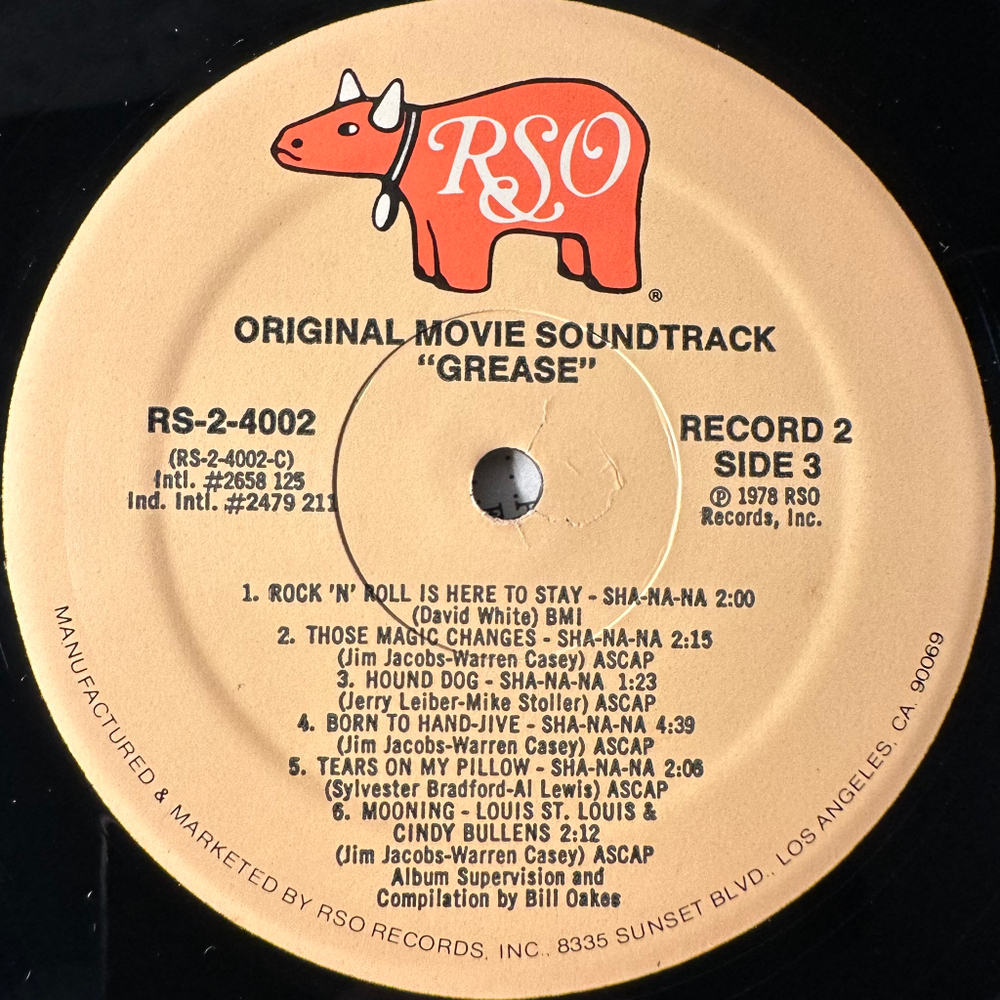 RSO
®
ORIGINAL MOVIE SOUNDTRACK
“GREASE”
RS-2-4002
(RS-2-4002-C)
Intl. #2658 125
Ind. Intl. #2479 211
RECORD 2
SIDE 3
℗ 1978 RSO
Records, Inc.
1. ROCK 'N' ROLL IS HERE TO STAY - SHA-NA-NA 2:00
(David White) BMI
2. THOSE MAGIC CHANGES - SHA-NA-NA 2:15
(Jim Jacobs-Warren Casey) ASCAP
3. HOUND DOG - SHA-NA-NA 1:23
(Jerry Leiber-Mike Stoller) ASCAP
4. BORN TO HAND-JIVE - SHA-NA-NA 4:39
(Jim Jacobs-Warren Casey) ASCAP
5. TEARS ON MY PILLOW - SHA-NA-NA 2:06
(Sylvester Bradford-Al Lewis) ASCAP
6. MOONING - LOUIS ST. LOUIS &
CINDY BULLENS 2:12
(Jim Jacobs-Warren Casey) ASCAP
Album Supervision and
Compilation by Bill Oakes
MANUFACTURED & MARKETED BY RSO RECORDS, INC., 8335 SUNSET BLVD., LOS ANGELES, CA. 90069